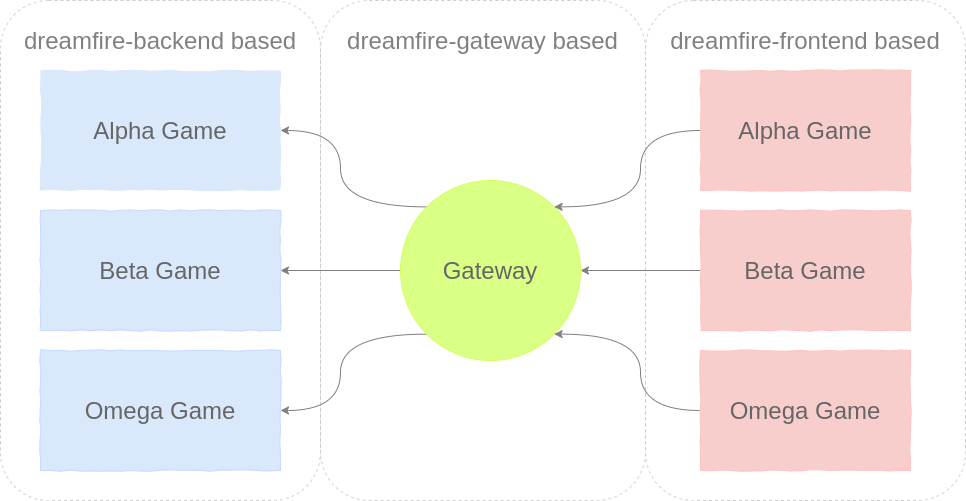 dreamfire-backend based
Alpha Game
Beta Game
Omega Game
dreamfire-gateway based
Gateway
dreamfire-frontend based
Alpha Game
Beta Game
Omega Game